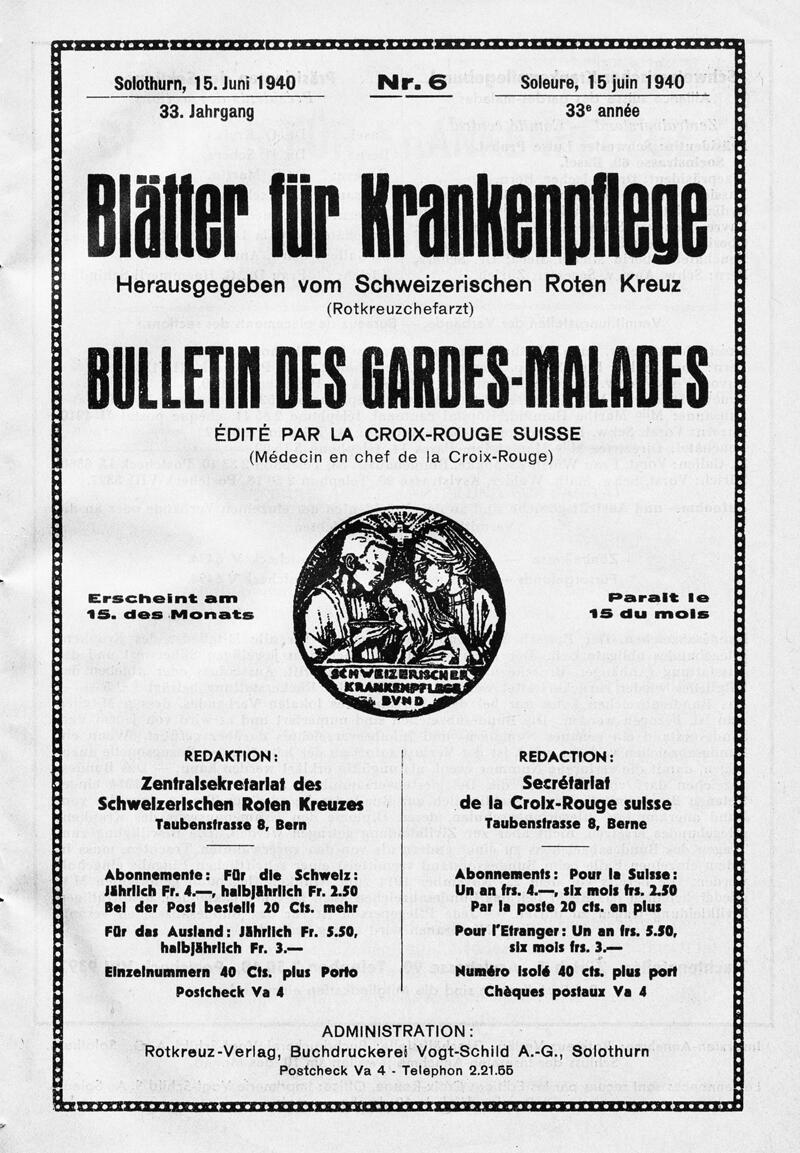 Solothurn, 15. Juni 1940
33. Jahrgang
Nr. 6
Soleure, 15 juin 1940
33e année
Blätter für Krankenpflege
Herausgegeben vom Schweizerischen Roten Kreuz
(Rotkreuzchefarzt)
BULLETIN DES GARDES-MALADES
ÉDITÉ PAR LA CROIX-ROUGE SUISSE
(Médecin en chef de la Croix-Rouge)
Erscheint am
15. des Monats
SCHWEIZERISCHER
KRANKENPFLEGE
BVND
Paraît le
15 du mois
REDAKTION:
Zentralsekretariat des
Schweizerischen Roten Kreuzes
Taubenstrasse 8, Bern
Abonnemente: Für die Schweiz:
Jährlich Fr. 4.—, halbjährlich Fr. 2.50
Bei der Post bestellt 20 Cts. mehr
Für das Ausland: Jährlich Fr. 5.50,
halbjährlich Fr. 3.—
Einzelnummern 40 Cts. plus Porto
Postcheck Va 4
REDACTION:
Secrétariat
de la Croix-Rouge suisse
Taubenstrasse 8, Berne
Abonnements: Pour la Suisse:
Un an frs. 4.—, six mois frs. 2.50
Par la poste 20 cts. en plus
Pour l'Etranger: Un an frs. 5.50,
six mois frs. 3.—
Numéro isolé 40 cts. plus port
Chèques postaux Va 4
ADMINISTRATION:
Rotkreuz-Verlag, Buchdruckerei Vogt-Schild A.-G., Solothurn
Postcheck Va 4 - Telephon 2.21.55